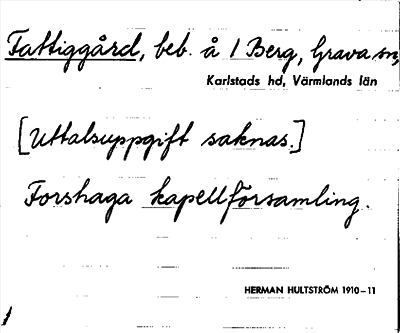 Fattiggård, beb. å 1 Berg, Grava sn,
Karlstads hd, Värmlands län
[Uttalsuppgift saknas.]
Forshaga kapellförsamling.
HERMAN HULTSTRÖM 1910–11